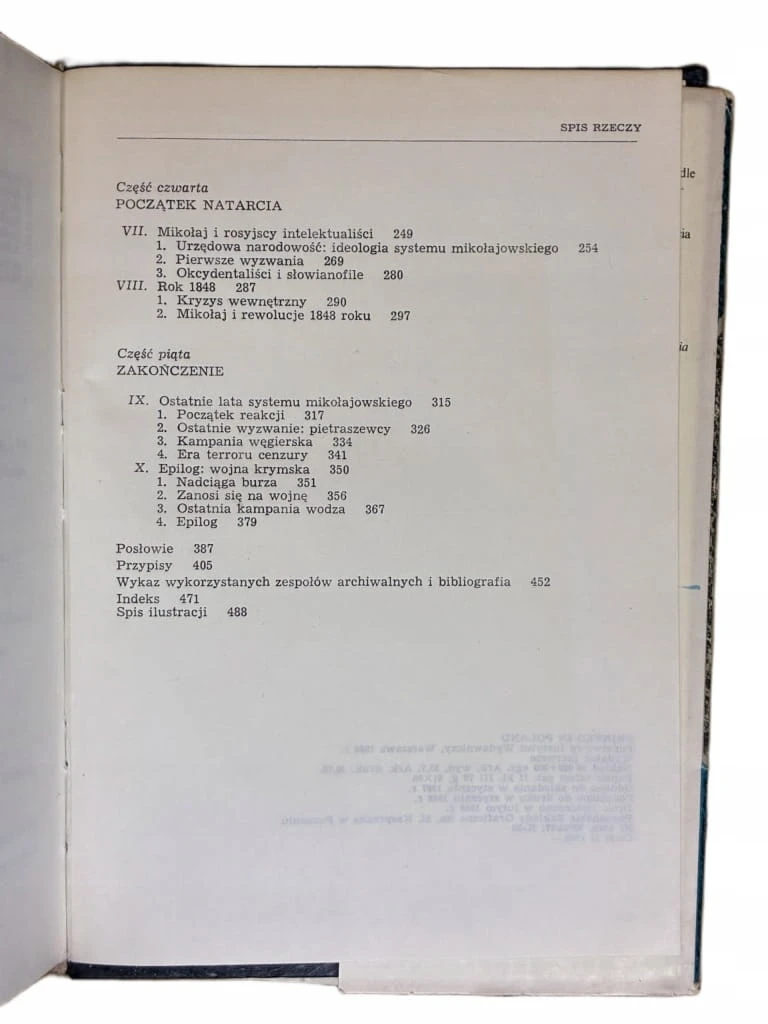 SPIS RZECZY
Część czwarta
POCZĄTEK NATARCIA
VII. Mikołaj i rosyjscy intelektualiści 249
1. Urzędowa narodowość: ideologia systemu mikołajowskiego 254
2. Pierwsze wyzwania 269
3. Okcydentaliści i słowianofile 280
VIII. Rok 1848 287
1. Kryzys wewnętrzny 290
2. Mikołaj i rewolucje 1848 roku 297
Część piąta
ZAKOŃCZENIE
IX. Ostatnie lata systemu mikołajowskiego 315
1. Początek reakcji 317
2. Ostatnie wyzwanie: pietraszewcy 326
3. Kampania węgierska 334
4. Era terroru cenzury 341
X. Epilog: wojna krymska 350
1. Nadciąga burza 351
2. Zanosi się na wojnę 356
3. Ostatnia kampania wodza 367
4. Epilog 379
Posłowie 387
Przypisy 405
Wykaz wykorzystanych zespołów archiwalnych i bibliografia 452
Indeks 471
Spis ilustracji 488